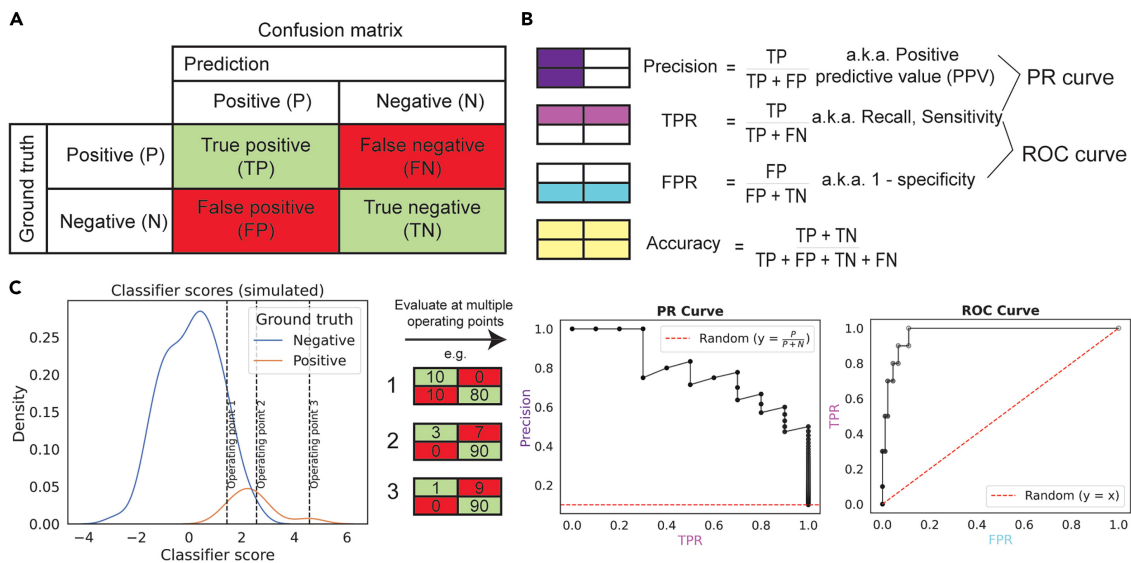 A
Confusion matrix
Prediction
Positive (P)
Negative (N)
Ground truth
Positive (P)
True positive
(TP)
False negative
(FN)
Negative (N)
False positive
(FP)
True negative
(TN)
B
Precision = TP / TP + FP
a.k.a. Positive
predictive value (PPV)
PR curve
TPR = TP / TP + FN
a.k.a. Recall, Sensitivity
ROC curve
FPR = FP / FP + TN
a.k.a. 1 - specificity
Accuracy = TP + TN / TP + FP + TN + FN
C
Classifier scores (simulated)
Ground truth
Negative
Positive
Operating point 1
Operating point 2
Operating point 3
Density
0.25
0.20
0.15
0.10
0.05
0.00
−4 −2 0 2 4 6
Classifier score
Evaluate at multiple
operating points
e.g.
1
10 0
10 80
2
3 7
0 90
3
1 9
0 90
PR Curve
Random (y = P/P+N)
Precision
1.0
0.8
0.6
0.4
0.2
0.0 0.2 0.4 0.6 0.8 1.0
TPR
ROC Curve
TPR
1.0
0.8
0.6
0.4
0.2
0.0
Random (y = x)
0.0 0.2 0.4 0.6 0.8 1.0
FPR